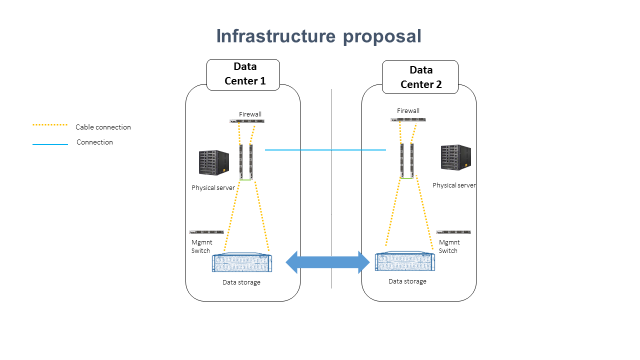 Infrastructure proposal
Data
Center 1
Data
Center 2
Firewall
Firewall
Cable connection
Connection
Physical server
Physical server
Mgmnt
Switch
Mgmnt
Switch
Data storage
Data storage